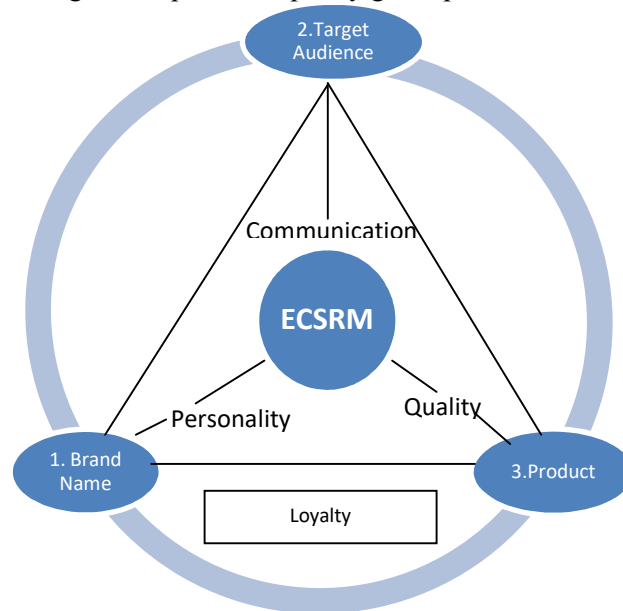 2.Target
Audience
Communication
ECSRM
Personality
Quality
1. Brand
Name
3.Product
Loyalty